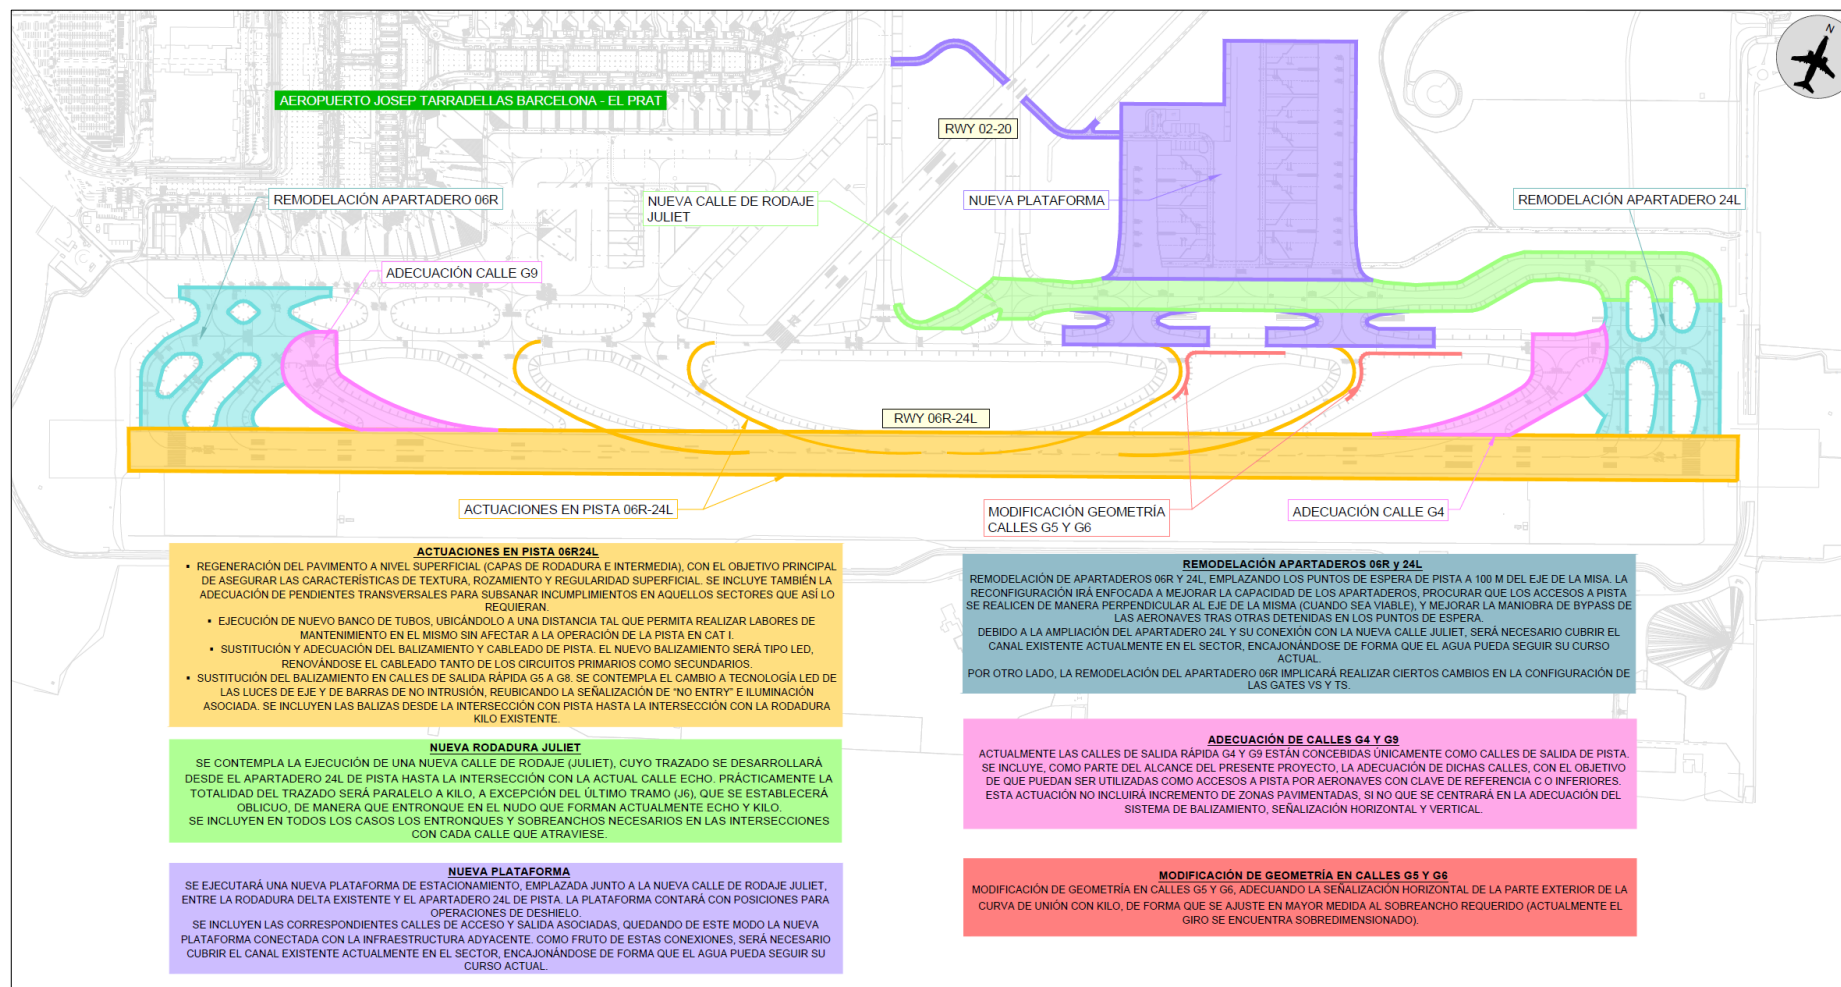 N
AEROPUERTO JOSEP TARRADELLAS BARCELONA - EL PRAT
RWY 02-20
REMODELACIÓN APARTADERO 06R
NUEVA CALLE DE RODAJE
JULIET
NUEVA PLATAFORMA
REMODELACIÓN APARTADERO 24L
ADECUACIÓN CALLE G9
RWY 06R-24L
ACTUACIONES EN PISTA 06R-24L
MODIFICACIÓN GEOMETRÍA
CALLES G5 Y G6
ADECUACIÓN CALLE G4
ACTUACIONES EN PISTA 06R24L
▪ REGENERACIÓN DEL PAVIMENTO A NIVEL SUPERFICIAL (CAPAS DE RODADURA E INTERMEDIA), CON EL OBJETIVO PRINCIPAL
DE ASEGURAR LAS CARACTERÍSTICAS DE TEXTURA, ROZAMIENTO Y REGULARIDAD SUPERFICIAL. SE INCLUYE TAMBIÉN LA
ADECUACIÓN DE PENDIENTES TRANSVERSALES PARA SUBSANAR INCUMPLIMIENTOS EN AQUELLOS SECTORES QUE ASÍ LO
REQUIERAN.
▪ EJECUCIÓN DE NUEVO BANCO DE TUBOS, UBICÁNDOLO A UNA DISTANCIA TAL QUE PERMITA REALIZAR LABORES DE
MANTENIMIENTO EN EL MISMO SIN AFECTAR A LA OPERACIÓN DE LA PISTA EN CAT I.
▪ SUSTITUCIÓN Y ADECUACIÓN DEL BALIZAMIENTO Y CABLEADO DE PISTA. EL NUEVO BALIZAMIENTO SERÁ TIPO LED,
RENOVÁNDOSE EL CABLEADO TANTO DE LOS CIRCUITOS PRIMARIOS COMO SECUNDARIOS.
▪ SUSTITUCIÓN DEL BALIZAMIENTO EN CALLES DE SALIDA RÁPIDA G5 A G8. SE CONTEMPLA EL CAMBIO A TECNOLOGÍA LED DE
LAS LUCES DE EJE Y DE BARRAS DE NO INTRUSIÓN, REUBICANDO LA SEÑALIZACIÓN DE "NO ENTRY" E ILUMINACIÓN
ASOCIADA. SE INCLUYEN LAS BALIZAS DESDE LA INTERSECCIÓN CON PISTA HASTA LA INTERSECCIÓN CON LA RODADURA
KILO EXISTENTE.
NUEVA RODADURA JULIET
SE CONTEMPLA LA EJECUCIÓN DE UNA NUEVA CALLE DE RODAJE (JULIET), CUYO TRAZADO SE DESARROLLARÁ
DESDE EL APARTADERO 24L DE PISTA HASTA LA INTERSECCIÓN CON LA ACTUAL CALLE ECHO. PRÁCTICAMENTE LA
TOTALIDAD DEL TRAZADO SERÁ PARALELO A KILO, A EXCEPCIÓN DEL ÚLTIMO TRAMO (J6), QUE SE ESTABLECERÁ
OBLICUO, DE MANERA QUE ENTRONQUE EN EL NUDO QUE FORMAN ACTUALMENTE ECHO Y KILO.
SE INCLUYEN EN TODOS LOS CASOS LOS ENTRONQUES Y SOBREANCHOS NECESARIOS EN LAS INTERSECCIONES
CON CADA CALLE QUE ATRAVIESE.
NUEVA PLATAFORMA
SE EJECUTARÁ UNA NUEVA PLATAFORMA DE ESTACIONAMIENTO, EMPLAZADA JUNTO A LA NUEVA CALLE DE RODAJE JULIET,
ENTRE LA RODADURA DELTA EXISTENTE Y EL APARTADERO 24L DE PISTA. LA PLATAFORMA CONTARÁ CON POSICIONES PARA
OPERACIONES DE DESHIELO.
SE INCLUYEN LAS CORRESPONDIENTES CALLES DE ACCESO Y SALIDA ASOCIADAS, QUEDANDO DE ESTE MODO LA NUEVA
PLATAFORMA CONECTADA CON LA INFRAESTRUCTURA ADYACENTE. COMO FRUTO DE ESTAS CONEXIONES, SERÁ NECESARIO
CUBRIR EL CANAL EXISTENTE ACTUALMENTE EN EL SECTOR, ENCAJONÁNDOSE DE FORMA QUE EL AGUA PUEDA SEGUIR SU
CURSO ACTUAL.
REMODELACIÓN APARTADEROS 06R y 24L
REMODELACIÓN DE APARTADEROS 06R Y 24L, EMPLAZANDO LOS PUNTOS DE ESPERA DE PISTA A 100 M DEL EJE DE LA MISA. LA
RECONFIGURACIÓN IRÁ ENFOCADA A MEJORAR LA CAPACIDAD DE LOS APARTADEROS, PROCURAR QUE LOS ACCESOS A PISTA
SE REALICEN DE MANERA PERPENDICULAR AL EJE DE LA MISMA (CUANDO SEA VIABLE), Y MEJORAR LA MANIOBRA DE BYPASS DE
LAS AERONAVES TRAS OTRAS DETENIDAS EN LOS PUNTOS DE ESPERA.
DEBIDO A LA AMPLIACIÓN DEL APARTADERO 24L Y SU CONEXIÓN CON LA NUEVA CALLE JULIET, SERÁ NECESARIO CUBRIR EL
CANAL EXISTENTE ACTUALMENTE EN EL SECTOR, ENCAJONÁNDOSE DE FORMA QUE EL AGUA PUEDA SEGUIR SU CURSO
ACTUAL.
POR OTRO LADO, LA REMODELACIÓN DEL APARTADERO 06R IMPLICARÁ REALIZAR CIERTOS CAMBIOS EN LA CONFIGURACIÓN DE
LAS GATES VS Y TS.
ADECUACIÓN DE CALLES G4 Y G9
ACTUALMENTE LAS CALLES DE SALIDA RÁPIDA G4 Y G9 ESTÁN CONCEBIDAS ÚNICAMENTE COMO CALLES DE SALIDA DE PISTA.
SE INCLUYE, COMO PARTE DEL ALCANCE DEL PRESENTE PROYECTO, LA ADECUACIÓN DE DICHAS CALLES, CON EL OBJETIVO
DE QUE PUEDAN SER UTILIZADAS COMO ACCESOS A PISTA POR AERONAVES CON CLAVE DE REFERENCIA C O INFERIORES.
ESTA ACTUACIÓN NO INCLUIRÁ INCREMENTO DE ZONAS PAVIMENTADAS, SI NO QUE SE CENTRARÁ EN LA ADECUACIÓN DEL
SISTEMA DE BALIZAMIENTO, SEÑALIZACIÓN HORIZONTAL Y VERTICAL.
MODIFICACIÓN DE GEOMETRÍA EN CALLES G5 Y G6
MODIFICACIÓN DE GEOMETRÍA EN CALLES G5 Y G6, ADECUANDO LA SEÑALIZACIÓN HORIZONTAL DE LA PARTE EXTERIOR DE LA
CURVA DE UNIÓN CON KILO, DE FORMA QUE SE AJUSTE EN MAYOR MEDIDA AL SOBREANCHO REQUERIDO (ACTUALMENTE EL
GIRO SE ENCUENTRA SOBREDIMENSIONADO).